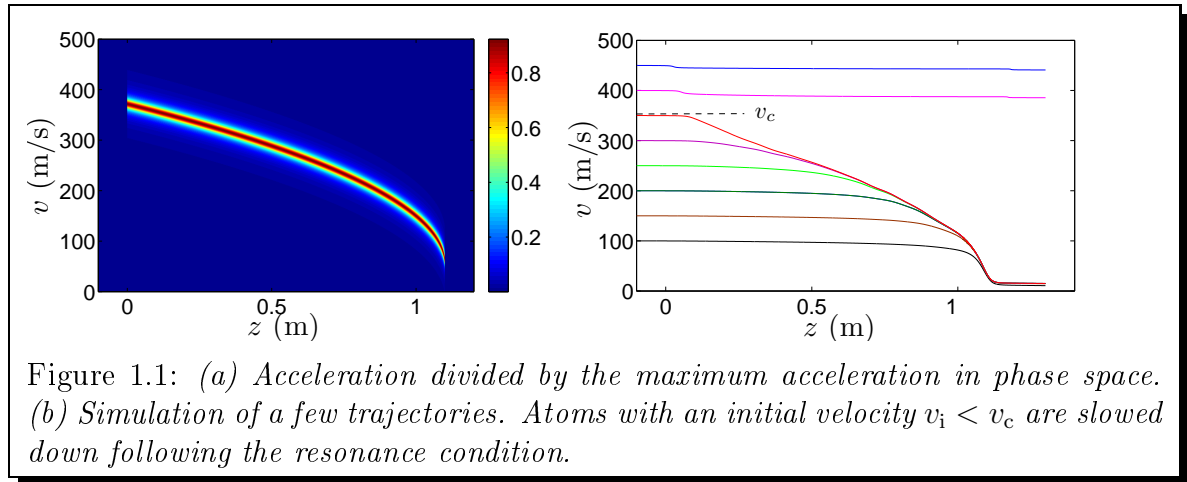 500
400
300
200
100
0
v (m/s)
0
0.5
1
z (m)
0.8
0.6
0.4
0.2
500
400
300
200
100
0
v (m/s)
v_c
0
0.5
1
z (m)
Figure 1.1: (a) Acceleration divided by the maximum acceleration in phase space.
(b) Simulation of a few trajectories. Atoms with an initial velocity v_i < v_c are slowed
down following the resonance condition.